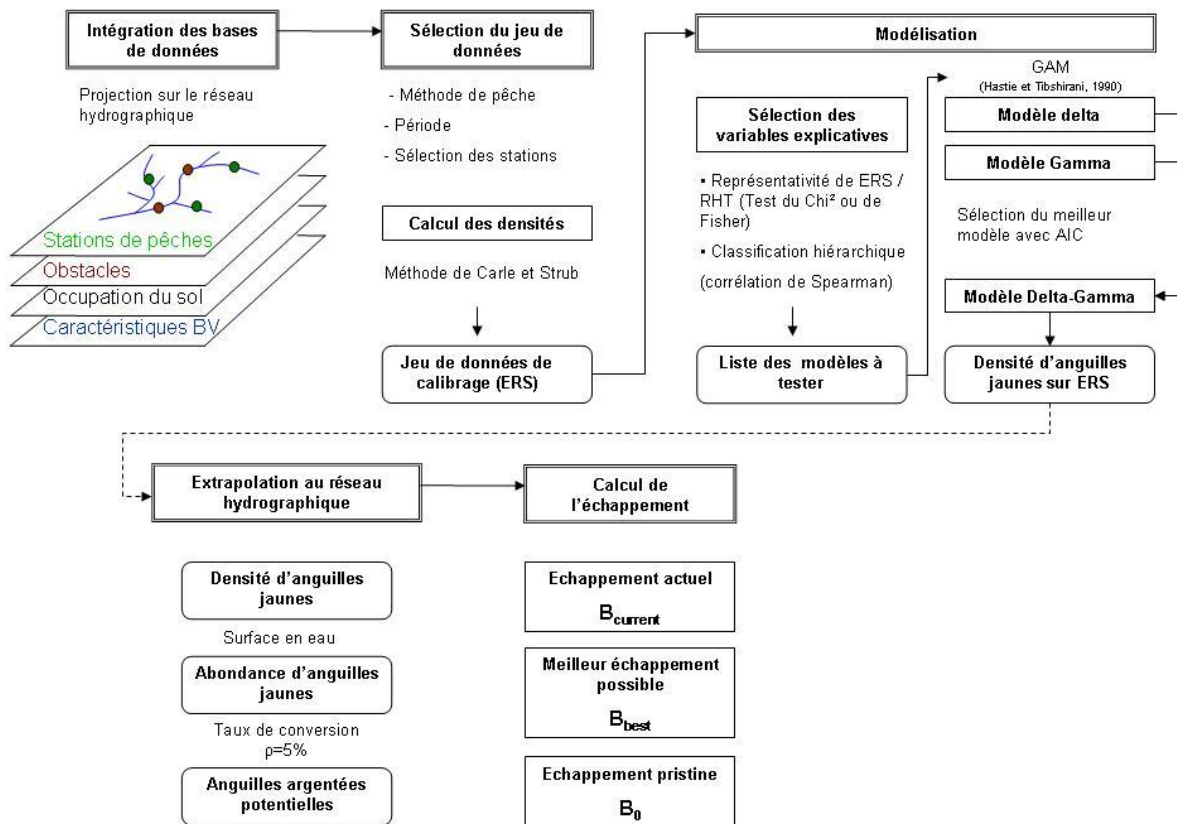 Intégration des bases
de données
Projection sur le réseau
hydrographique
Stations de pêches
Obstacles
Occupation du sol
Caractéristiques BV
Sélection du jeu de
données
- Méthode de pêche
- Période
- Sélection des stations
Calcul des densités
Méthode de Carle et Strub
Jeu de données de
calibrage (ERS)
Modélisation
Sélection des
variables explicatives
▪ Représentativité de ERS /
RHT (Test du Chi² ou de
Fisher)
▪ Classification hiérarchique
(corrélation de Spearman)
Liste des modèles à
tester
GAM
(Hastie et Tibshirani, 1990)
Modèle delta
Modèle Gamma
Sélection du meilleur
modèle avec AIC
Modèle Delta-Gamma
Densité d'anguilles
jaunes sur ERS
Extrapolation au réseau
hydrographique
Densité d'anguilles
jaunes
Surface en eau
Abondance d'anguilles
jaunes
Taux de conversion
ρ=5%
Anguilles argentées
potentielles
Calcul de
l'échappement
Echappement actuel
Bcurrent
Meilleur échappement
possible
Bbest
Echappement pristine
B0